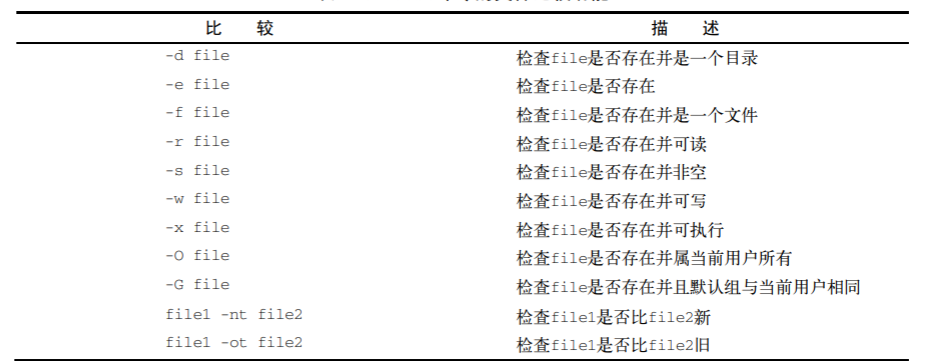 比 较 描 述
-d file 检查file是否存在并是一个目录
-e file 检查file是否存在
-f file 检查file是否存在并是一个文件
-r file 检查file是否存在并可读
-s file 检查file是否存在并非空
-w file 检查file是否存在并可写
-x file 检查file是否存在并可执行
-O file 检查file是否存在并属当前用户所有
-G file 检查file是否存在并且默认组与当前用户相同
file1 -nt file2 检查file1是否比file2新
file1 -ot file2 检查file1是否比file2旧